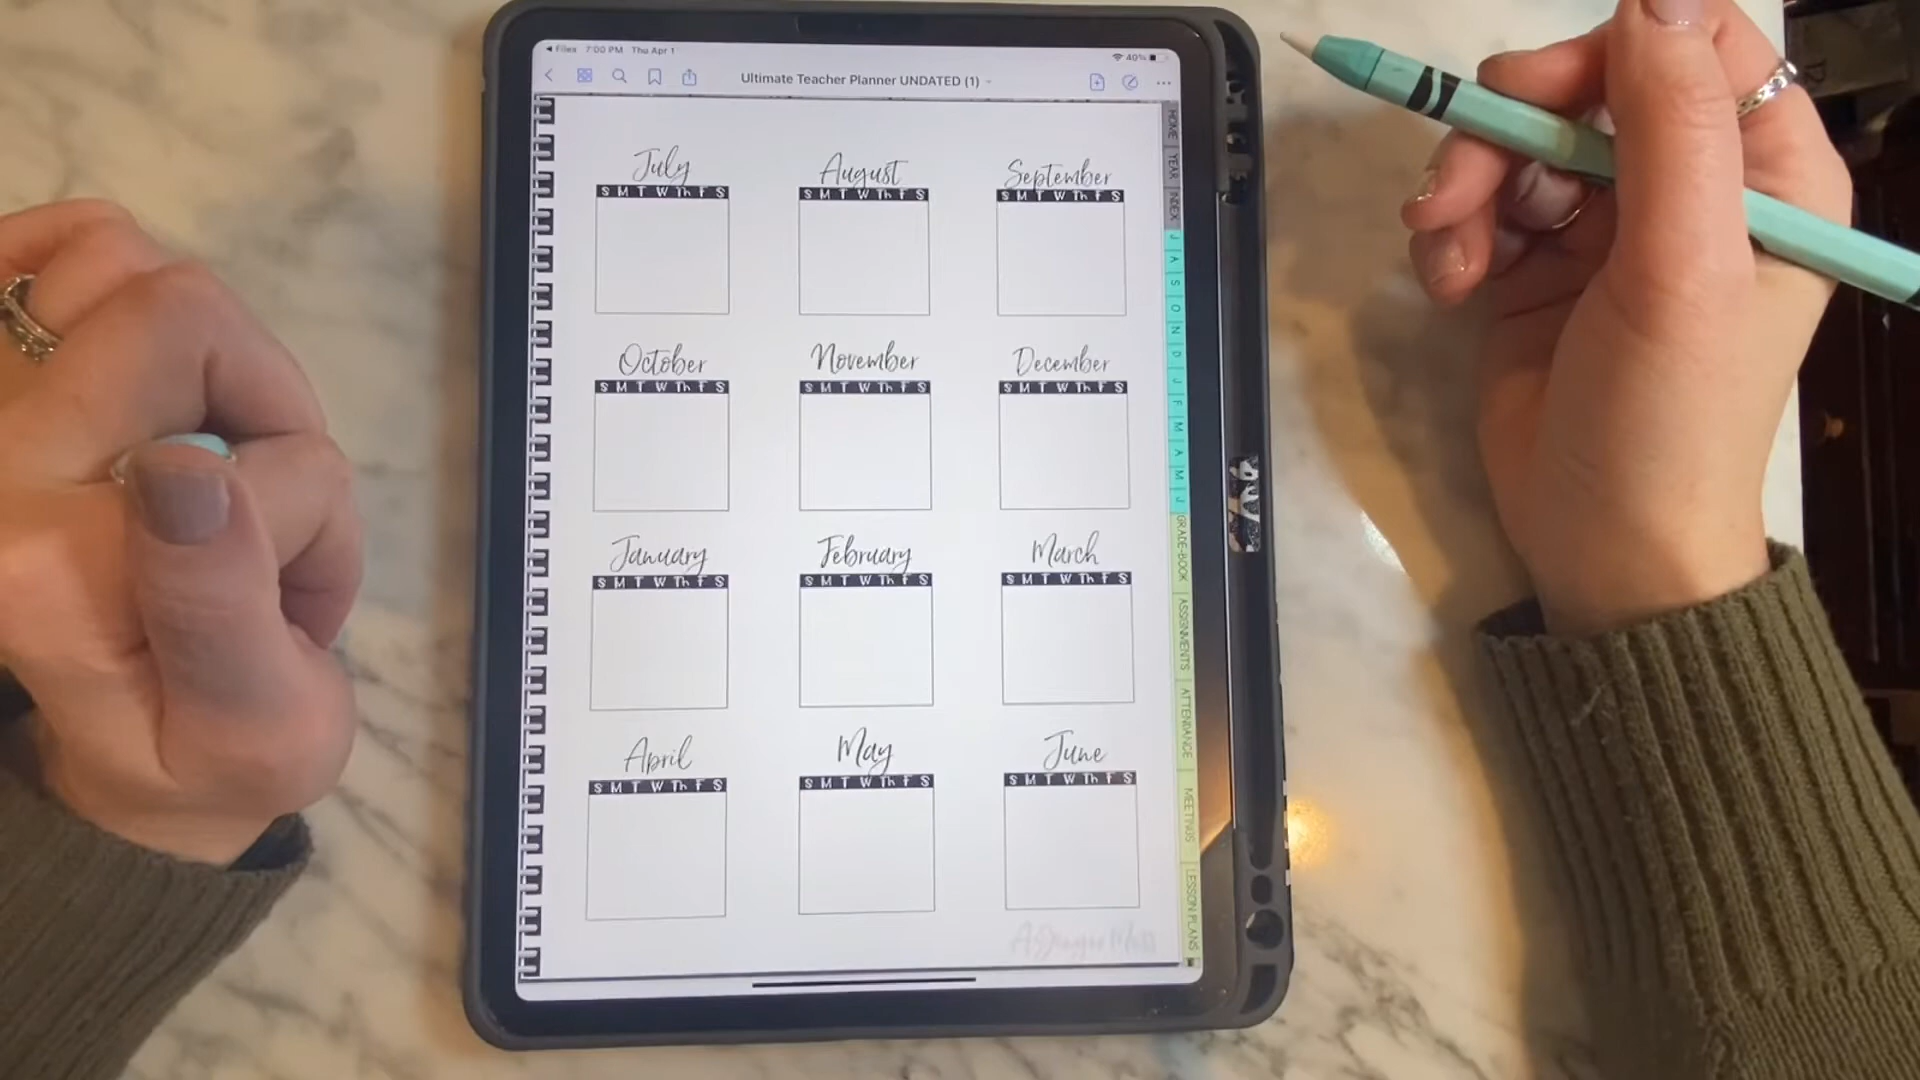 Files 7:00 PM Thu Apr 1 49%
Ultimate Teacher Planner UNDATED (1)
July August September
S M T W Th F S S M T W Th F S S M T W Th F S
October November December
S M T W Th F S S M T W Th F S S M T W Th F S
January February March
S M T W Th F S S M T W Th F S S M T W Th F S
April May June
S M T W Th F S S M T W Th F S S M T W Th F S
HOME
YEAR
INDEX
J
A
S
O
N
D
J
F
M
A
M
J
GRADE-BOOK
ASSIGNMENTS
ATTENDANCE
MEETINGS
LESSON PLANS